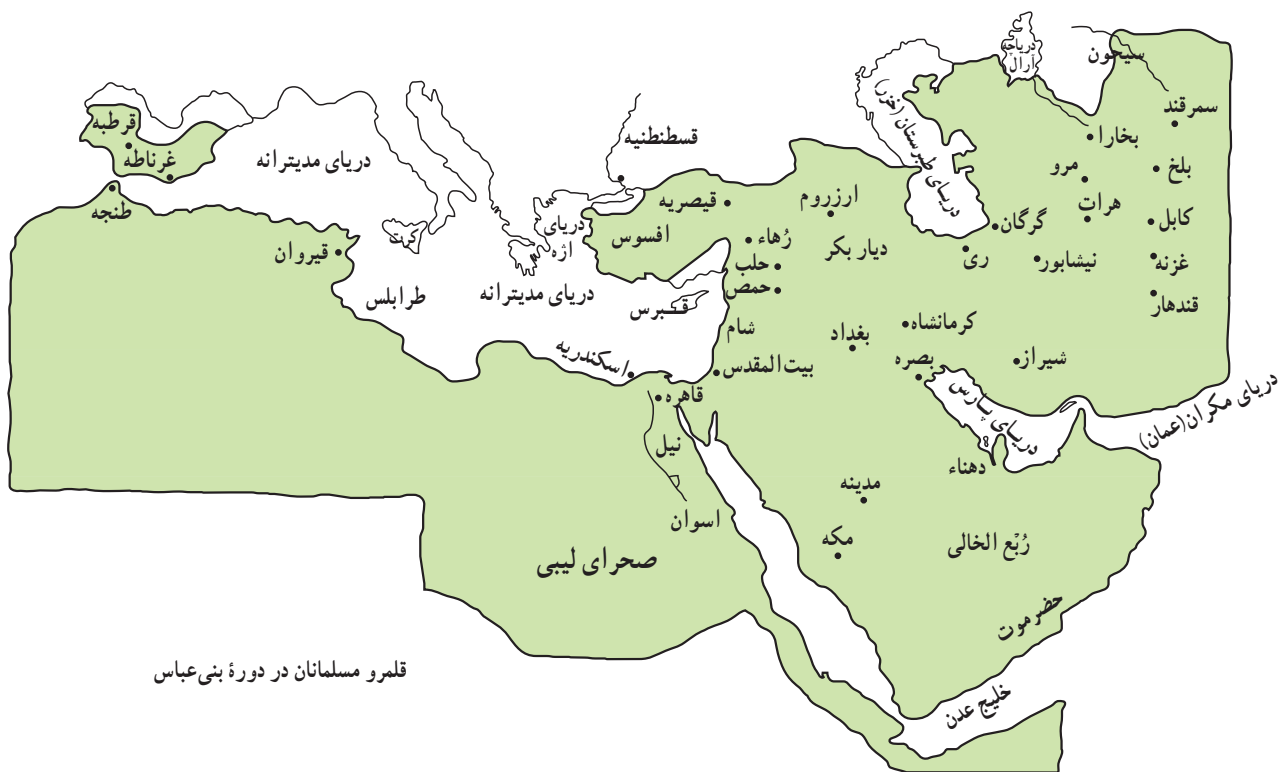 دریاچه
آرال
سیحون
سمرقند
بخارا
بلخ
مرو
هرات
کابل
غزنه
قندهار
نیشابور
گرگان
ری
دریای طبرستان (خزر)
قسطنطنیه
قیصریه
ارزروم
افسوس
رُهاء
دیار بکر
حلب
حمص
دریای
اژه
قرطبه
غرناطه
دریای مدیترانه
طنجه
قیروان
کرت
طرابلس
دریای مدیترانه
قبرس
شام
بغداد
کرمانشاه
بصره
شیراز
بیت‌المقدس
اسکندریه
قاهره
نیل
اسوان
دریای پارس
دریای مکران(عمان)
دهناء
مدینه
مکه
رُبْع الخالی
صحرای لیبی
حضرموت
خلیج عدن
قلمرو مسلمانان در دورهٔ بنی‌عباس